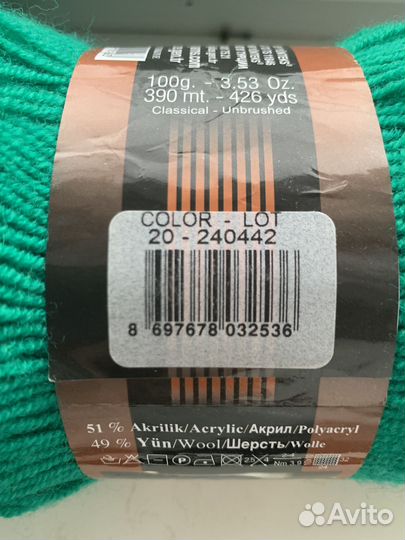 100g. - 3.53 Oz.
390 mt. - 426 yds
Classical - Unbrushed
COLOR - LOT
20 - 240442
8 697678 032536
51 % Akrilik/Acrylic/Акрил/Polyacryl
49 % Yün/Wool/Шерсть/Wolle
Avito